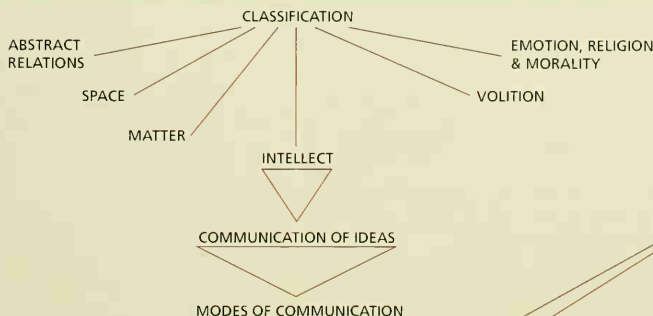 CLASSIFICATION
ABSTRACT
RELATIONS
EMOTION, RELIGION
& MORALITY
SPACE
VOLITION
MATTER
INTELLECT
COMMUNICATION OF IDEAS
MODES OF COMMUNICATION